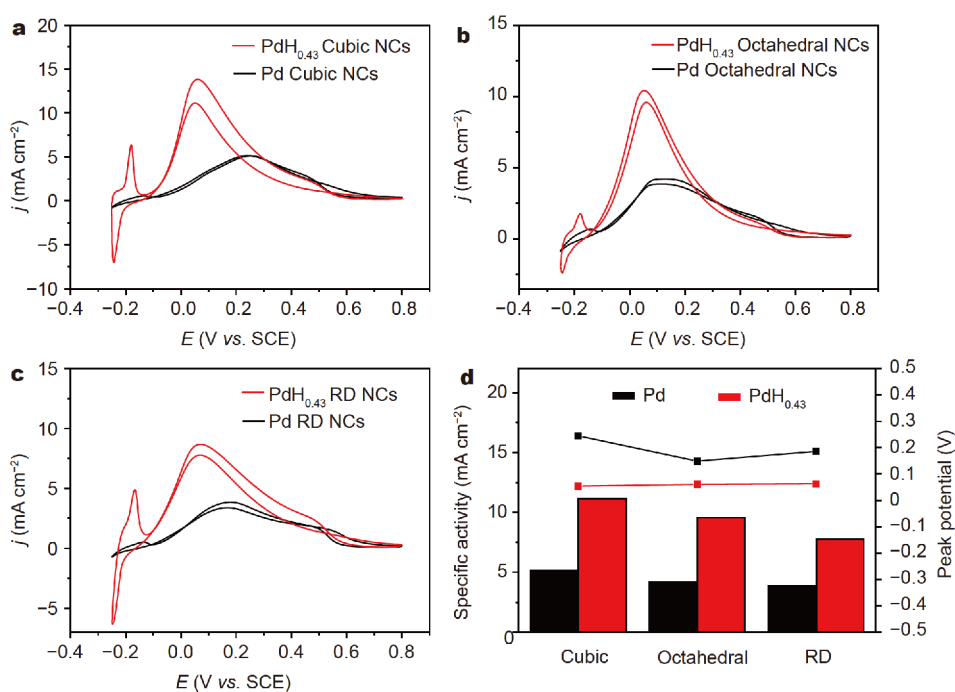 a
20
15
10
5
0
−5
−10
j (mA cm⁻²)
PdH₀.₄₃ Cubic NCs
Pd Cubic NCs
−0.4 −0.2 0.0 0.2 0.4 0.6 0.8
E (V vs. SCE)
b
15
10
5
0
j (mA cm⁻²)
PdH₀.₄₃ Octahedral NCs
Pd Octahedral NCs
−0.4 −0.2 0.0 0.2 0.4 0.6 0.8
E (V vs. SCE)
c
15
10
5
0
−5
j (mA cm⁻²)
PdH₀.₄₃ RD NCs
Pd RD NCs
−0.4 −0.2 0.0 0.2 0.4 0.6 0.8
E (V vs. SCE)
d
20
15
10
5
0
Specific activity (mA cm⁻²)
Pd PdH₀.₄₃
0.5
0.4
0.3
0.2
0.1
0
−0.1
−0.2
−0.3
−0.4
−0.5
Peak potential (V)
Cubic Octahedral RD